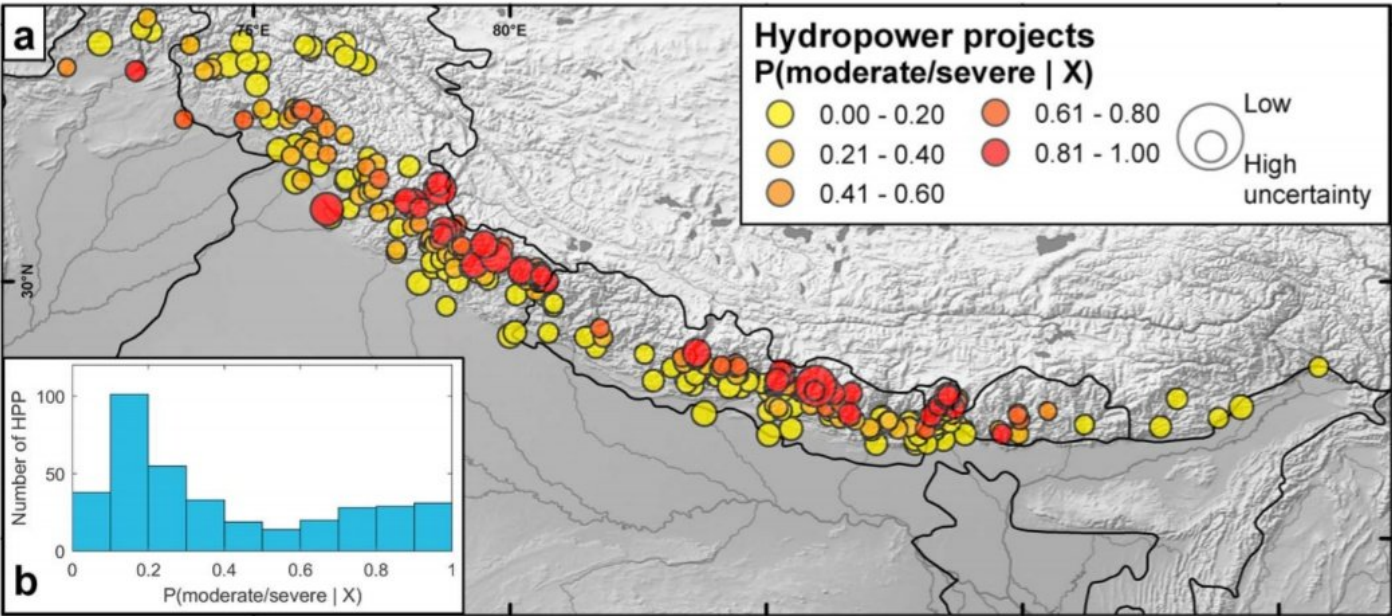 a
75°E
80°E
30°N
Hydropower projects
P(moderate/severe | X)
0.00 - 0.20
0.21 - 0.40
0.41 - 0.60
0.61 - 0.80
0.81 - 1.00
Low
High
uncertainty
Number of HPP
100
50
0
0
0.2
0.4
0.6
0.8
1
P(moderate/severe | X)
b